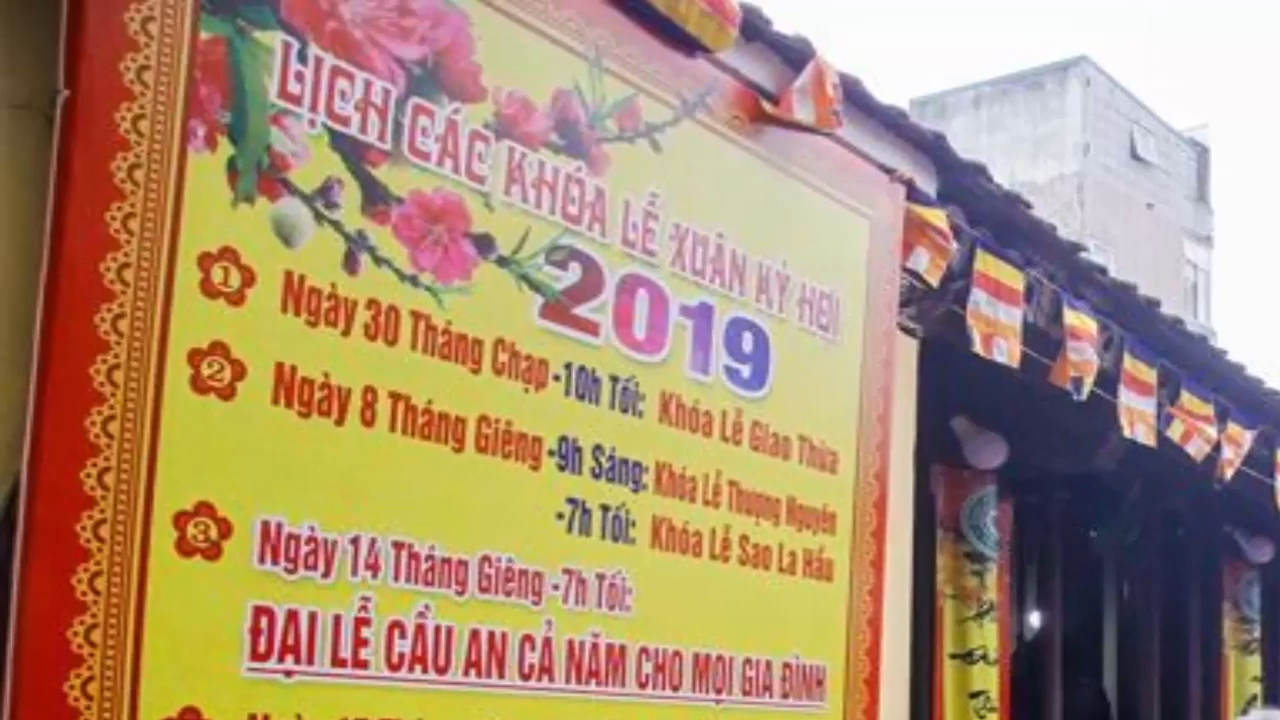 LỊCH CÁC KHÓA LỄ XUÂN KỶ HỢI
2019
1 Ngày 30 Tháng Chạp -10h Tối: Khóa Lễ Giao Thừa
2 Ngày 8 Tháng Giêng -9h Sáng: Khóa Lễ Thượng Nguyên
-7h Tối: Khóa Lễ Sao La Hầu
3 Ngày 14 Tháng Giêng -7h Tối:
ĐẠI LỄ CẦU AN CẢ NĂM CHO MỌI GIA ĐÌNH